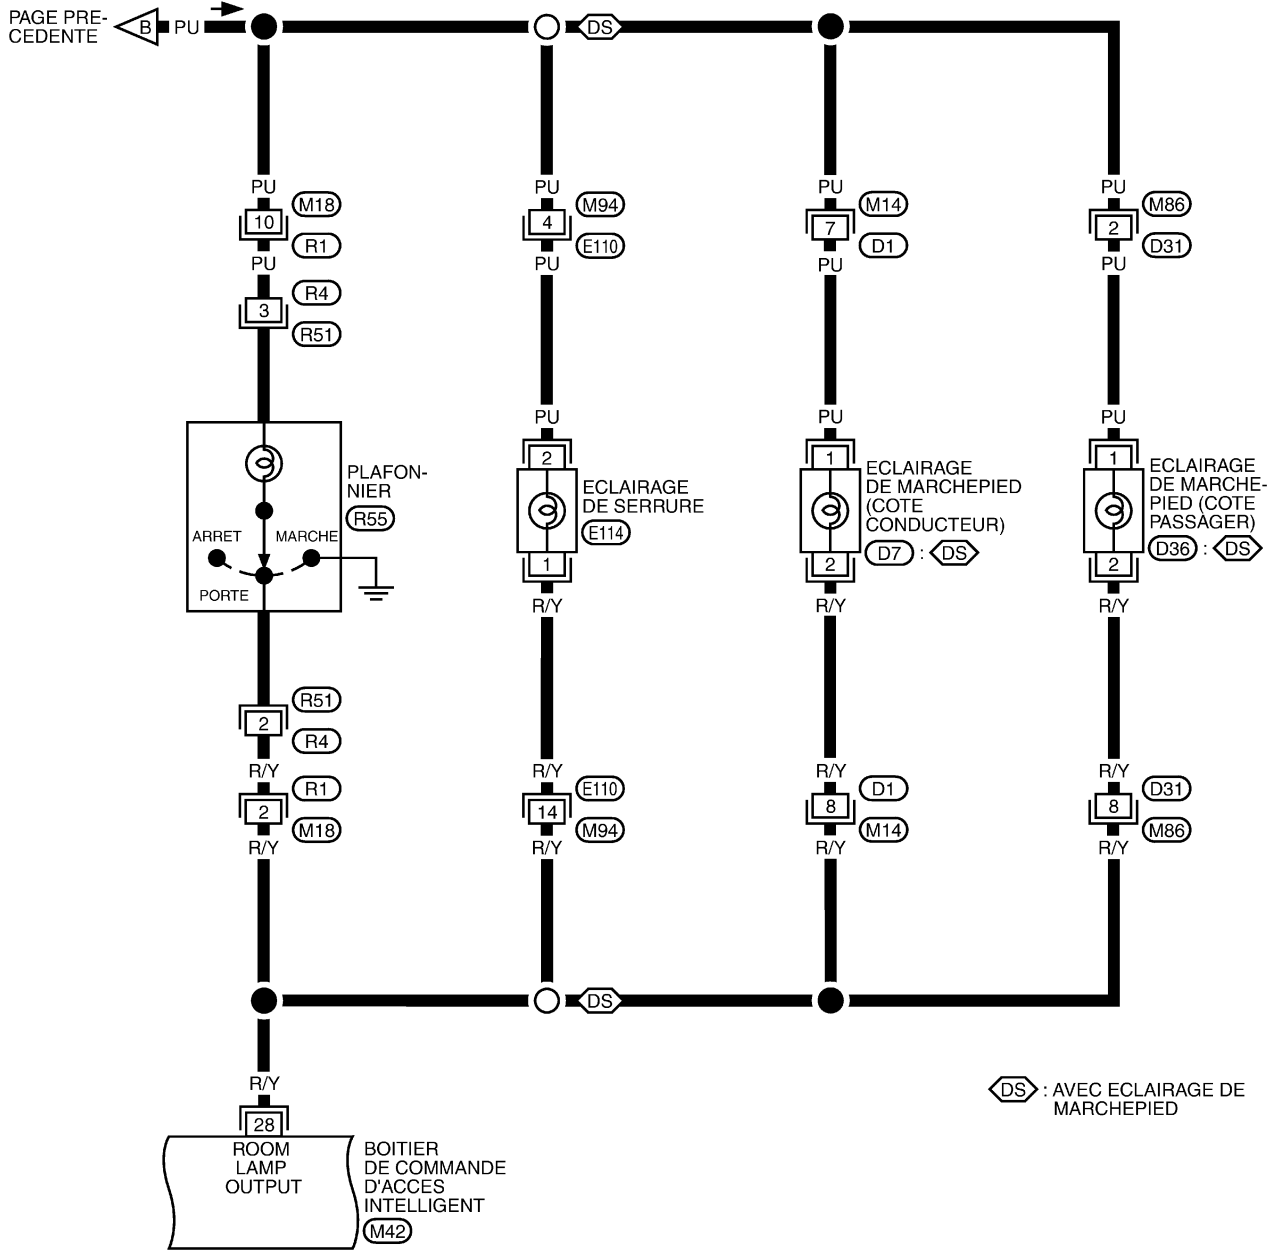 PAGE PRE-
CEDENTE
B
PU
DS
PU
PU
PU
PU
M18
M94
M14
M86
10
4
7
2
R1
E110
D1
D31
PU
PU
PU
PU
R4
3
R51
PU
PU
PU
2
1
1
PLAFON-
NIER
R55
ARRET
MARCHE
PORTE
ECLAIRAGE
DE SERRURE
E114
ECLAIRAGE
DE MARCHEPIED
(COTE
CONDUCTEUR)
D7 : DS
ECLAIRAGE
DE MARCHE-
PIED (COTE
PASSAGER)
D36 : DS
1
2
2
R/Y
R/Y
R/Y
R51
2
R4
R/Y
R/Y
R/Y
R/Y
R1
E110
D1
D31
2
14
8
8
M18
M94
M14
M86
R/Y
R/Y
R/Y
R/Y
DS
R/Y
28
ROOM
LAMP
OUTPUT
BOITIER
DE COMMANDE
D'ACCES
INTELLIGENT
M42
DS : AVEC ECLAIRAGE DE
MARCHEPIED